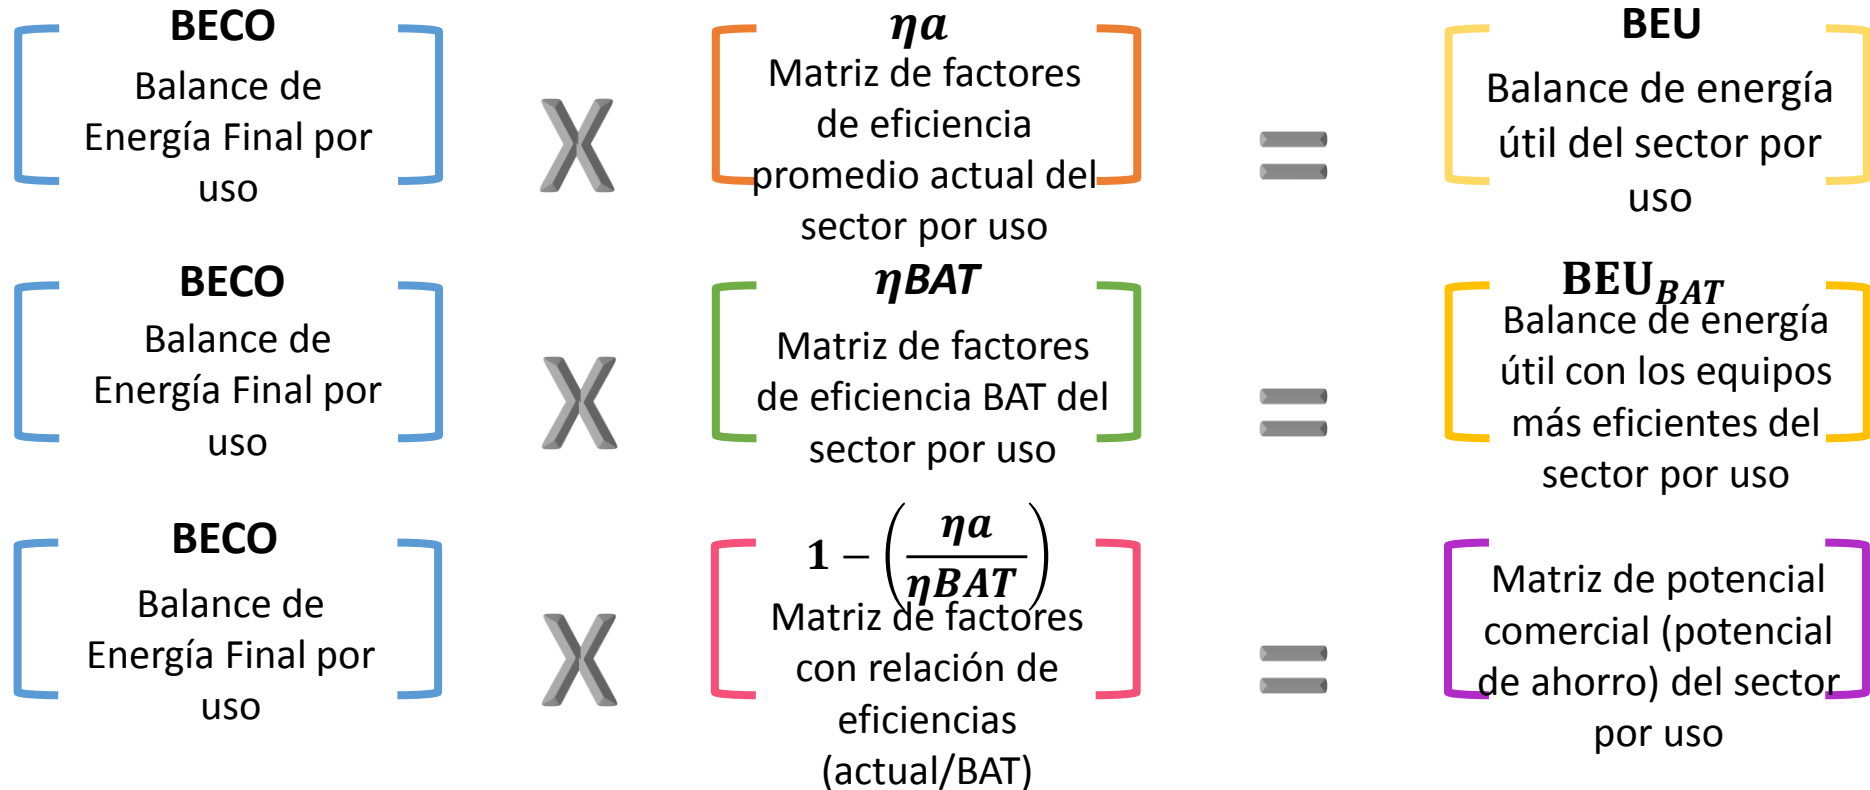 BECO
Balance de
Energía Final por
uso
X
ηa
Matriz de factores
de eficiencia
promedio actual del
sector por uso
=
BEU
Balance de energía
útil del sector por
uso
BECO
Balance de
Energía Final por
uso
X
ηBAT
Matriz de factores
de eficiencia BAT del
sector por uso
=
BEU_BAT
Balance de energía
útil con los equipos
más eficientes del
sector por uso
BECO
Balance de
Energía Final por
uso
X
1 − (ηa / ηBAT)
Matriz de factores
con relación de
eficiencias
(actual/BAT)
=
Matriz de potencial
comercial (potencial
de ahorro) del sector
por uso